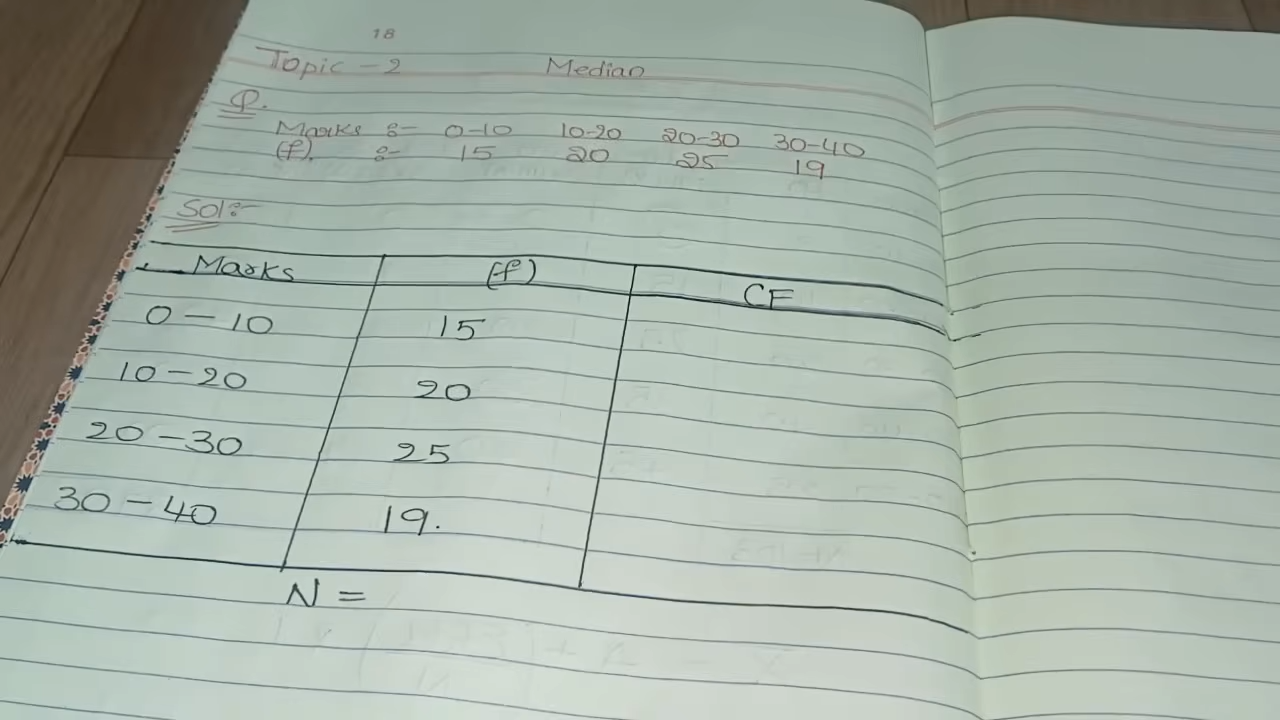 18
Topic - 2 Median
Q.
Marks :- 0-10 10-20 20-30 30-40
(f). :- 15 20 25 19
Sol:-
Marks (f) CF
0 - 10 15
10 - 20 20
20 - 30 25
30 - 40 19.
N =